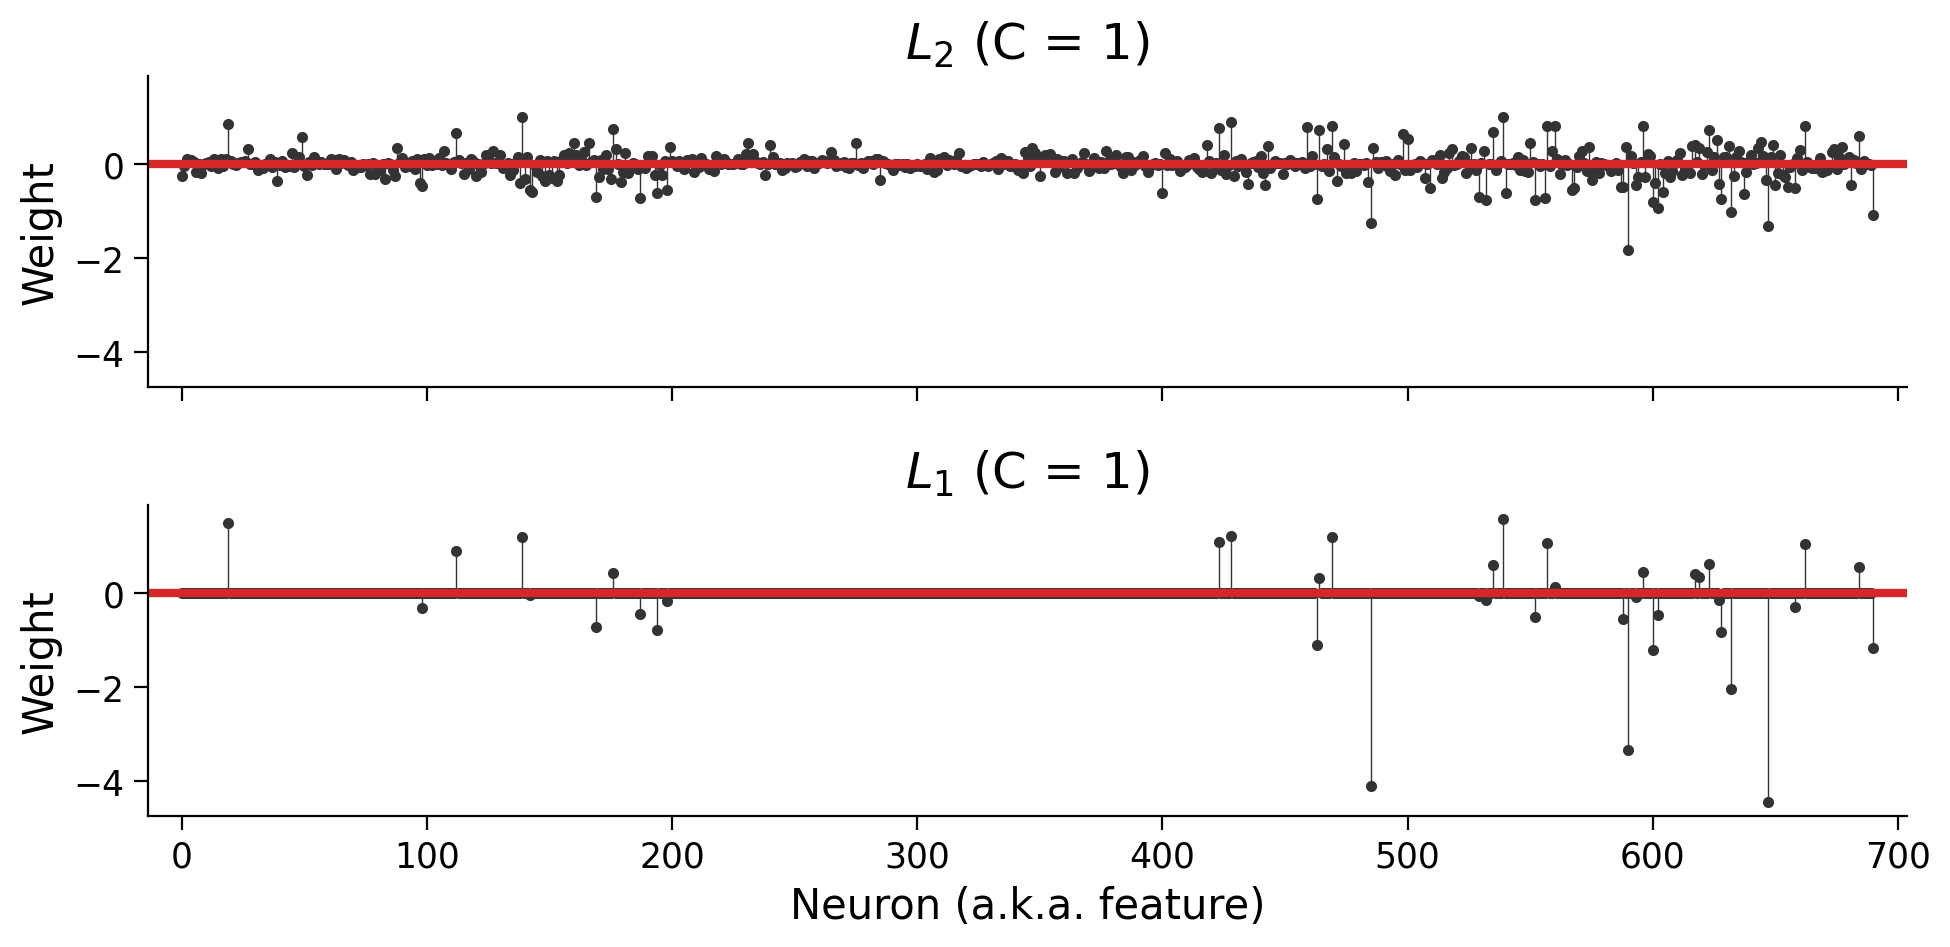 L₂ (C = 1)
Weight
0
−2
−4
L₁ (C = 1)
Weight
0
−2
−4
0 100 200 300 400 500 600 700
Neuron (a.k.a. feature)